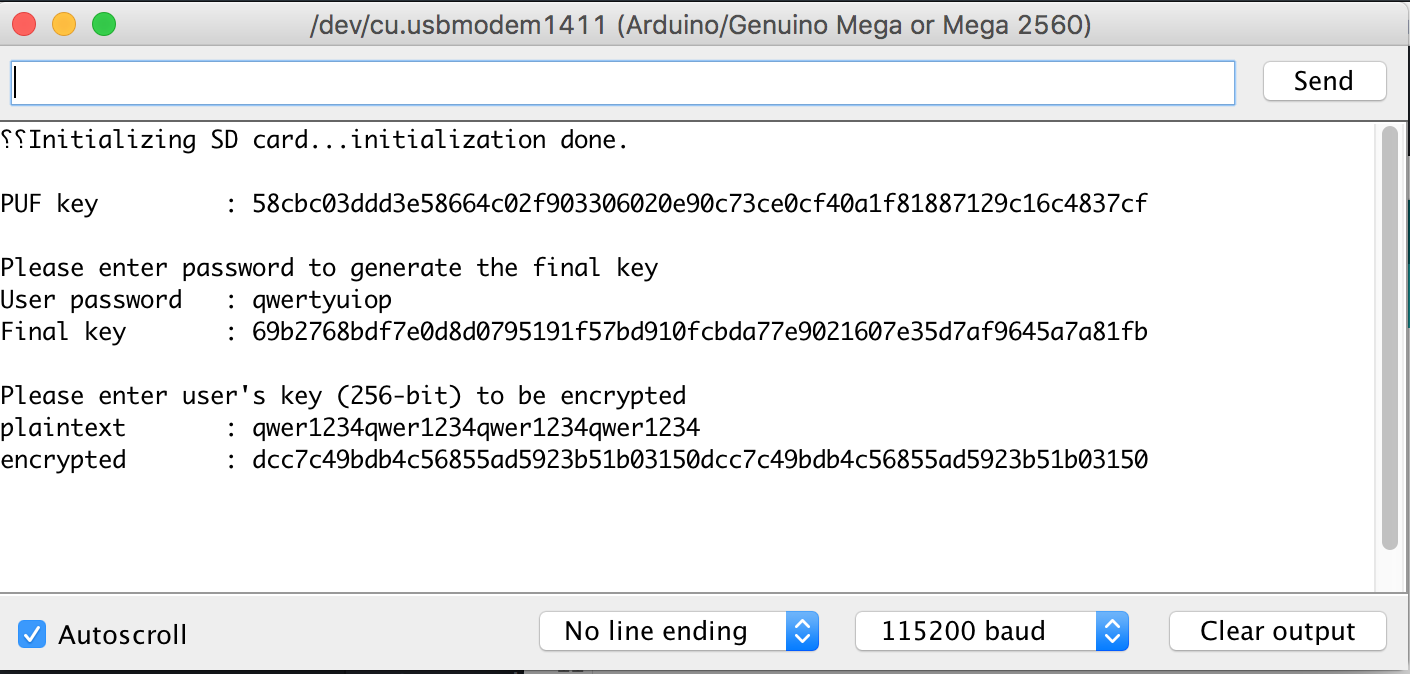 /dev/cu.usbmodem1411 (Arduino/Genuino Mega or Mega 2560)
Send
⸮⸮Initializing SD card...initialization done.
PUF key : 58cbc03ddd3e58664c02f903306020e90c73ce0cf40a1f81887129c16c4837cf
Please enter password to generate the final key
User password : qwertyuiop
Final key : 69b2768bdf7e0d8d0795191f57bd910fcbda77e9021607e35d7af9645a7a81fb
Please enter user's key (256-bit) to be encrypted
plaintext : qwer1234qwer1234qwer1234qwer1234
encrypted : dcc7c49bdb4c56855ad5923b51b03150dcc7c49bdb4c56855ad5923b51b03150
Autoscroll
No line ending
115200 baud
Clear output